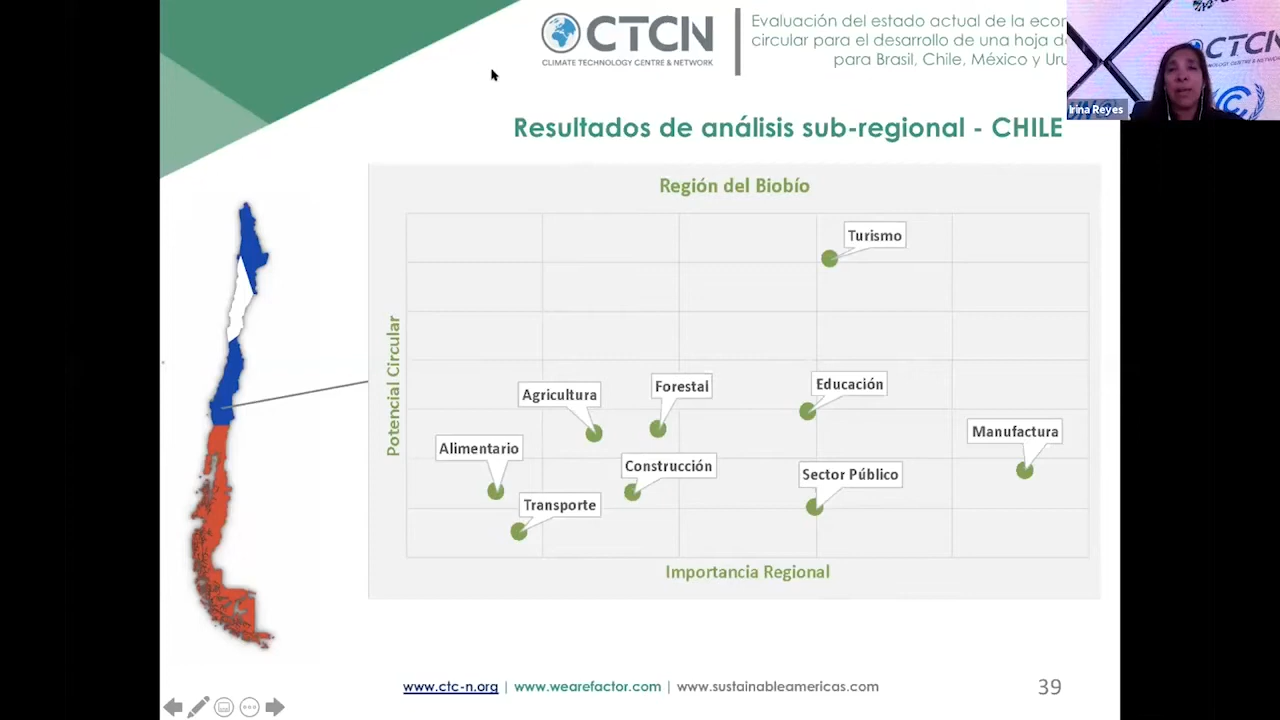 CTCN
CLIMATE TECHNOLOGY CENTRE & NETWORK
Evaluación del estado actual de la econ
circular para el desarrollo de una hoja d
para Brasil, Chile, México y Uru
CTCN
Irina Reyes
Resultados de análisis sub-regional - CHILE
Región del Biobío
Turismo
Potencial Circular
Agricultura
Forestal
Educación
Alimentario
Construcción
Manufactura
Transporte
Sector Público
Importancia Regional
www.ctc-n.org | www.wearefactor.com | www.sustainableamericas.com
39